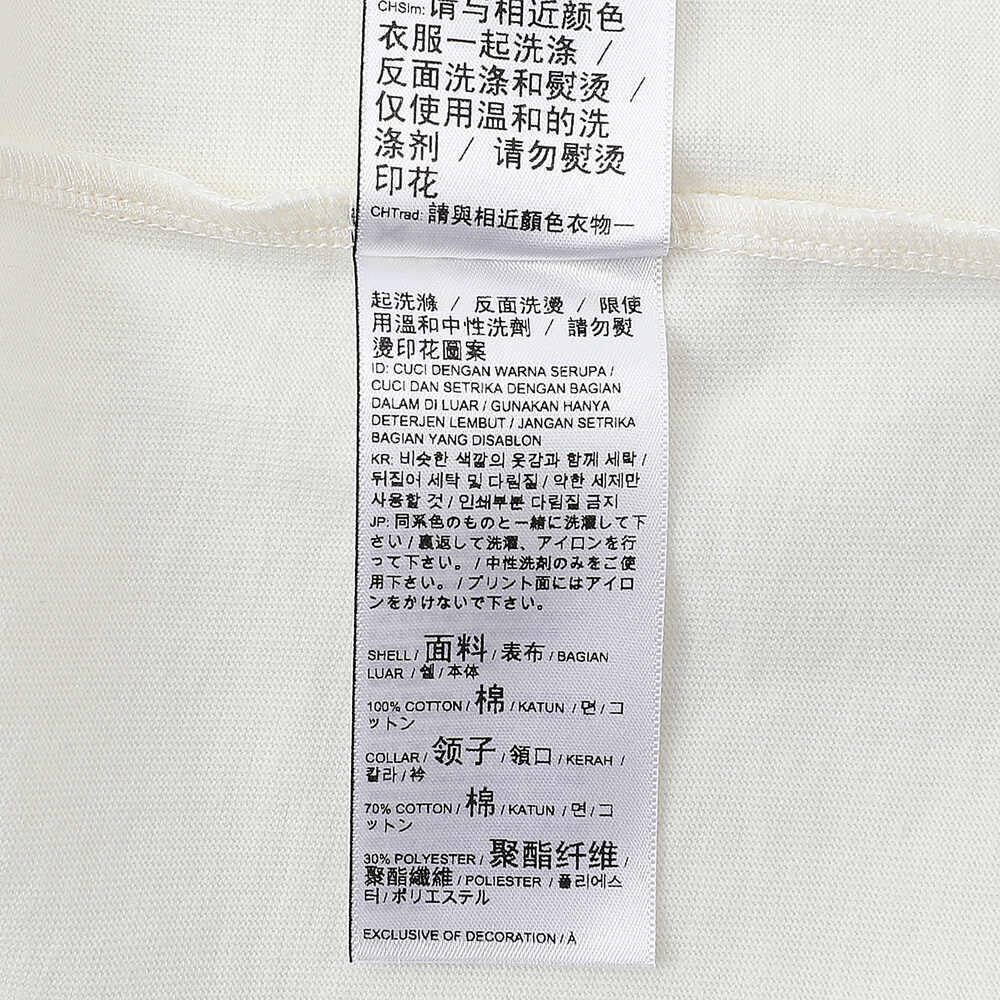 CHSim: 请与相近颜色
衣服一起洗涤 /
反面洗涤和熨烫 /
仅使用温和的洗
涤剂 / 请勿熨烫
印花
CHTrad: 請與相近顏色衣物一
起洗滌 / 反面洗燙 / 限使
用溫和中性洗劑 / 請勿熨
燙印花圖案
ID: CUCI DENGAN WARNA SERUPA /
CUCI DAN SETRIKA DENGAN BAGIAN
DALAM DI LUAR / GUNAKAN HANYA
DETERJEN LEMBUT / JANGAN SETRIKA
BAGIAN YANG DISABLON
KR: 비슷한 색깔의 옷감과 함께 세탁 /
뒤집어 세탁 및 다림질 / 약한 세제만
사용할 것 / 인쇄부분 다림질 금지
JP: 同系色のものと一緒に洗濯して下
さい / 裏返して洗濯、アイロンを行
って下さい。 / 中性洗剤のみをご使
用下さい。 / プリント面にはアイロ
ンをかけないで下さい。
SHELL / 面料 / 表布 / BAGIAN
LUAR / 쉘 / 本体
100% COTTON / 棉 / KATUN / 면 / コ
ットン
COLLAR / 领子 / 領口 / KERAH /
칼라 / 衿
70% COTTON / 棉 / KATUN / 면 / コ
ットン
30% POLYESTER / 聚酯纤维 /
聚酯纖維 / POLIESTER / 폴리에스
터 / ポリエステル
EXCLUSIVE OF DECORATION / À